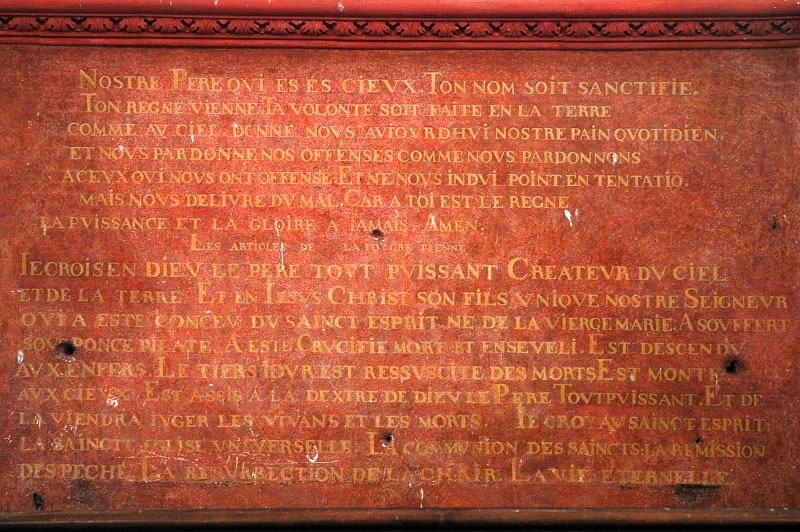 NOSTRE PERE QVI ES ES CIEVX. TON NOM SOIT SANCTIFIE.
TON REGNE VIENNE TA VOLONTE SOIT FAITE EN LA TERRE
COMME AV CIEL. DONNE NOVS AVIOVRDHVI NOSTRE PAIN QVOTIDIEN,
ET NOVS PARDONNE NOS OFFENSES COMME NOVS PARDONNONS
A CEVX QVI NOVS ONT OFFENSE. ET NE NOVS INDVI POINT EN TENTATIO.
MAIS NOVS DELIVRE DV MAL. CAR A TOI EST LE REGNE
LA PVISSANCE ET LA GLOIRE A IAMAIS. AMEN.
LES ARTICLES DE LA
IE CROIS EN DIEV LE PERE TOVT PVISSANT CREATEVR DV CIEL
ET DE LA TERRE. ET EN IESVS CHRIST SON FILS VNIQVE NOSTRE SEIGNEVR
QVI A ESTE CONCEV DV SAINCT ESPRIT NE DE LA VIERGE MARIE. A SOVFFERT
SOVS PONCE PILATE. A ESTE CRVCIFIE MORT ET ENSEVELI. EST DESCENDV
AVX ENFERS. LE TIERS IOVR EST RESSVSCITE DES MORTS EST MONTE
AVX CIEVX. EST ASSIS A LA DEXTRE DE DIEV LE PERE TOVTPVISSANT. ET DE
LA VIENDRA IVGER LES VIVANS ET LES MORTS. IE CROY AV SAINCT ESPRIT:
LA SAINCTE EGLISE VNIVERSELLE. LA COMMVNION DES SAINCTS: LA REMISSION
DES PECHE. LA RESVRRECTION DE LA CHAIR. LA VIE ETERNELLE.